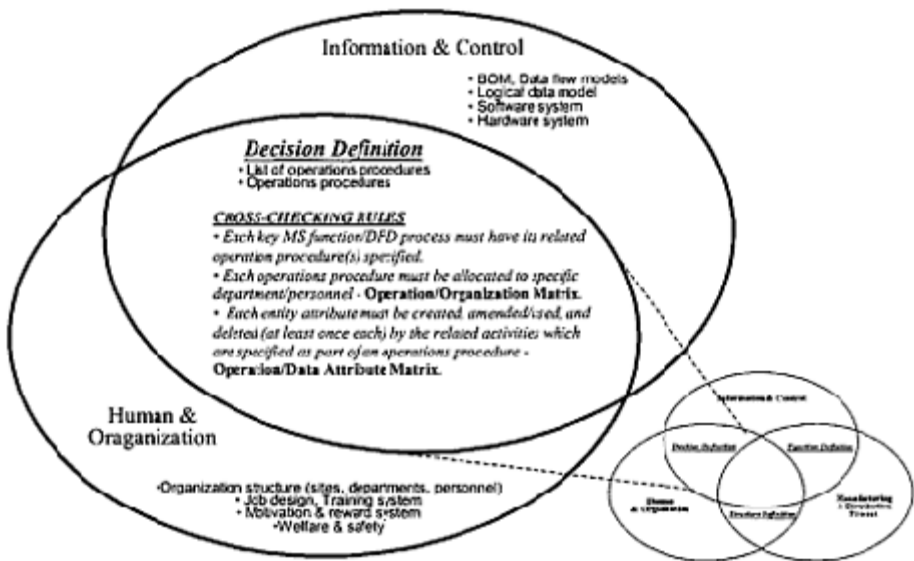 Information & Control
• BOM, Data flow models
• Logical data model
• Software system
• Hardware system
Decision Definition
• List of operations procedures
• Operations procedures
CROSS-CHECKING RULES
• Each key MS function/DFD process must have its related
operation procedure(s) specified.
• Each operations procedure must be allocated to specific
department/personnel - Operation/Organization Matrix.
• Each entity attribute must be created, amended/used, and
deleted (at least once each) by the related activities which
are specified as part of an operations procedure -
Operation/Data Attribute Matrix.
Human &
Oraganization
•Organization structure (sites, departments, personnel)
• Job design, Training system
• Motivation & reward system
•Welfare & safety
Information & Control
Decision Definition
Function Definition
Human
& Organization
Manufacturing
Structure Definition